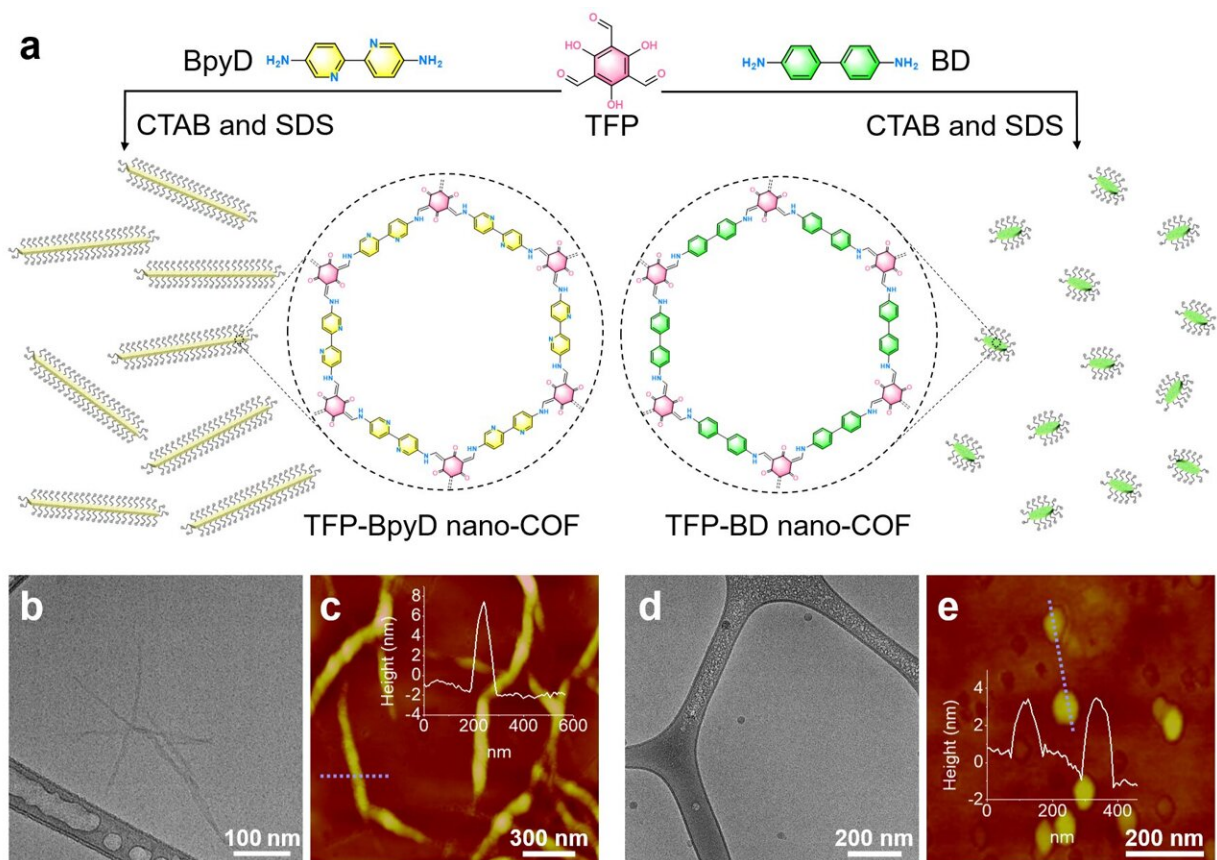 a
BpyD
H₂N
N
N
NH₂
O
HO
OH
O
O
OH
TFP
H₂N
NH₂
BD
CTAB and SDS
CTAB and SDS
TFP-BpyD nano-COF
TFP-BD nano-COF
b
100 nm
c
Height (nm)
8
6
4
2
0
-2
-4
0
200
400
600
nm
300 nm
d
200 nm
e
Height (nm)
4
2
0
-2
0
200
400
nm
200 nm